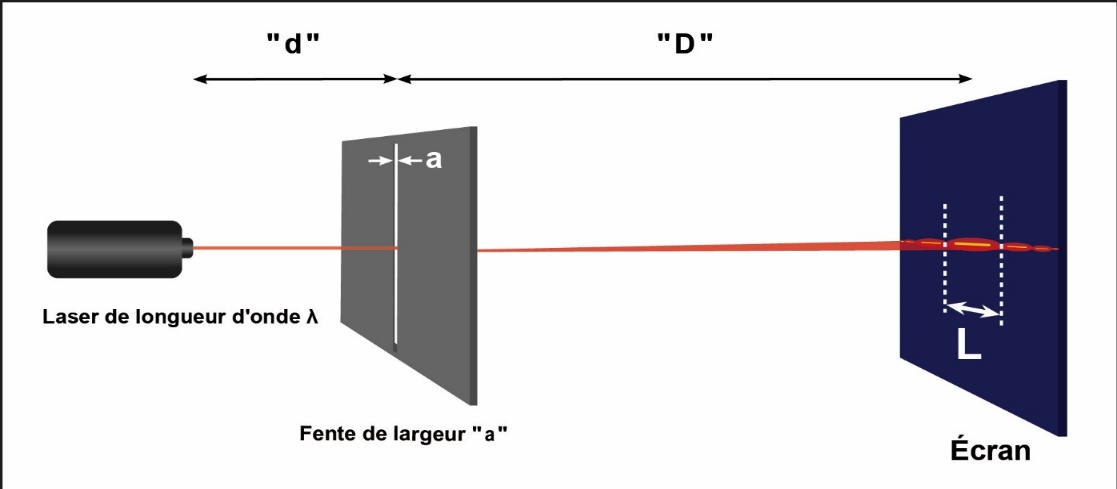 "d"
"D"
a
Laser de longueur d'onde λ
L
Fente de largeur "a"
Écran